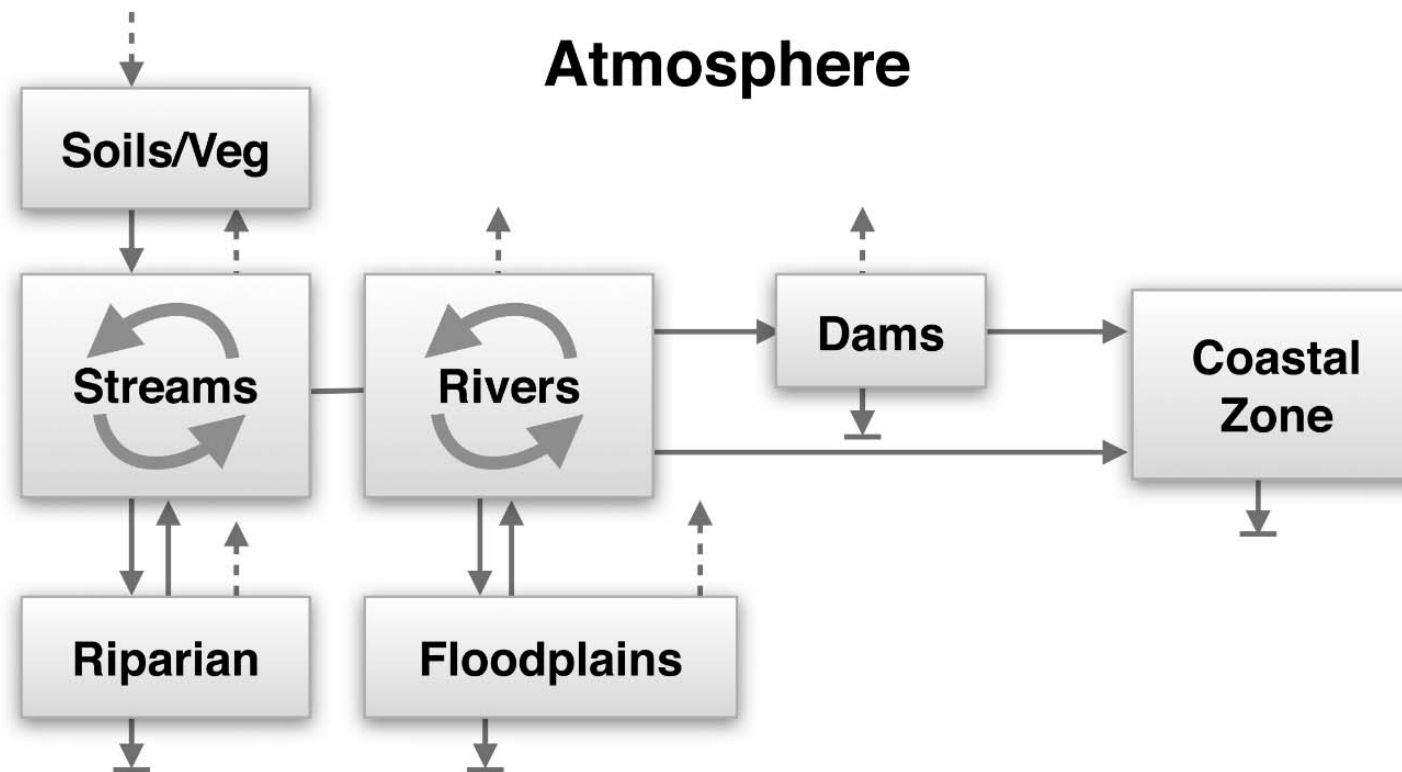 Atmosphere
Soils/Veg
Streams
Rivers
Dams
Coastal
Zone
Riparian
Floodplains